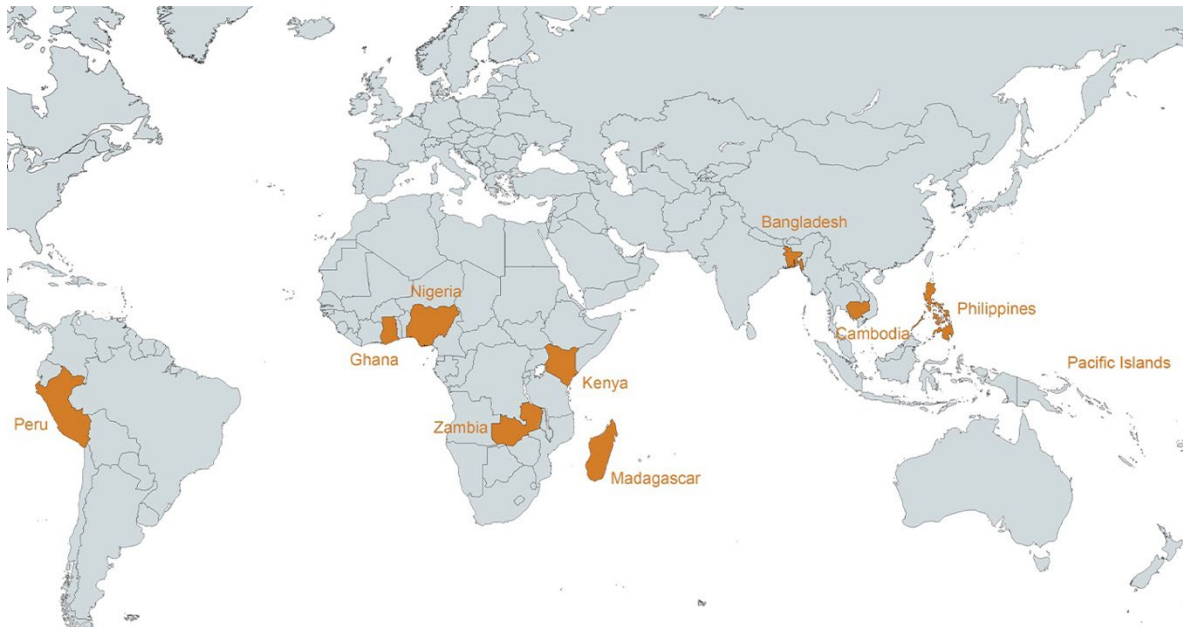 Bangladesh
Nigeria
Philippines
Cambodia
Ghana
Pacific Islands
Kenya
Peru
Zambia
Madagascar